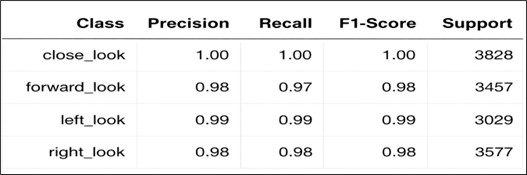 Class Precision Recall F1-Score Support
close_look 1.00 1.00 1.00 3828
forward_look 0.98 0.97 0.98 3457
left_look 0.99 0.99 0.99 3029
right_look 0.98 0.98 0.98 3577